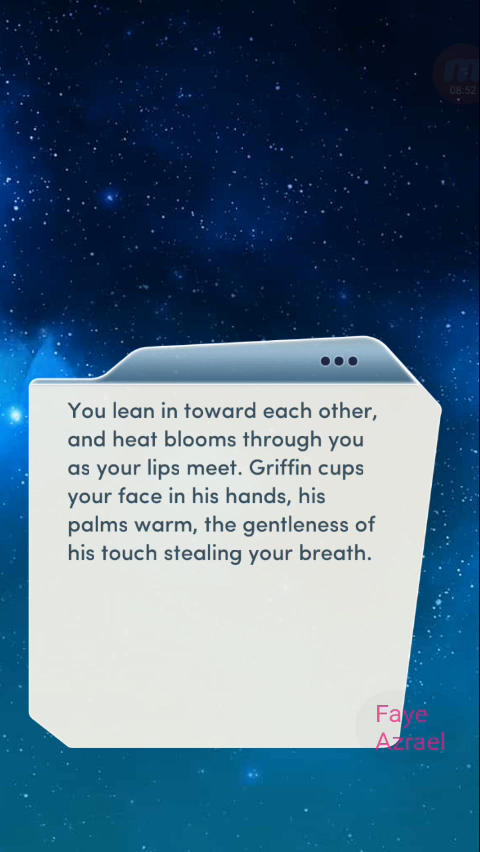 08:52
You lean in toward each other,
and heat blooms through you
as your lips meet. Griffin cups
your face in his hands, his
palms warm, the gentleness of
his touch stealing your breath.
Faye
Azrael